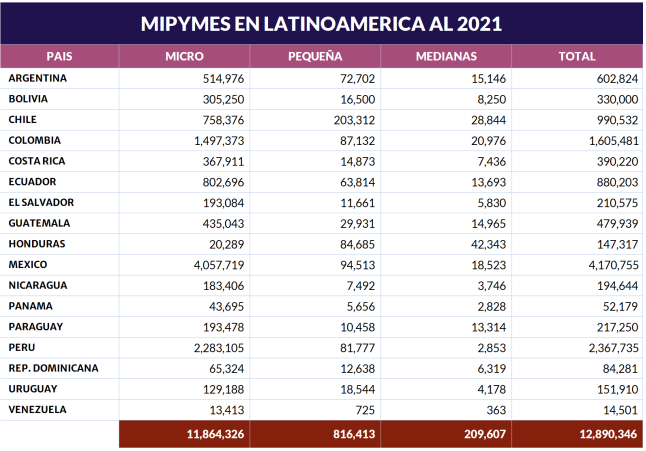 MIPYMES EN LATINOAMERICA AL 2021
PAIS MICRO PEQUEÑA MEDIANAS TOTAL
ARGENTINA 514,976 72,702 15,146 602,824
BOLIVIA 305,250 16,500 8,250 330,000
CHILE 758,376 203,312 28,844 990,532
COLOMBIA 1,497,373 87,132 20,976 1,605,481
COSTA RICA 367,911 14,873 7,436 390,220
ECUADOR 802,696 63,814 13,693 880,203
EL SALVADOR 193,084 11,661 5,830 210,575
GUATEMALA 435,043 29,931 14,965 479,939
HONDURAS 20,289 84,685 42,343 147,317
MEXICO 4,057,719 94,513 18,523 4,170,755
NICARAGUA 183,406 7,492 3,746 194,644
PANAMA 43,695 5,656 2,828 52,179
PARAGUAY 193,478 10,458 13,314 217,250
PERU 2,283,105 81,777 2,853 2,367,735
REP. DOMINICANA 65,324 12,638 6,319 84,281
URUGUAY 129,188 18,544 4,178 151,910
VENEZUELA 13,413 725 363 14,501
11,864,326 816,413 209,607 12,890,346